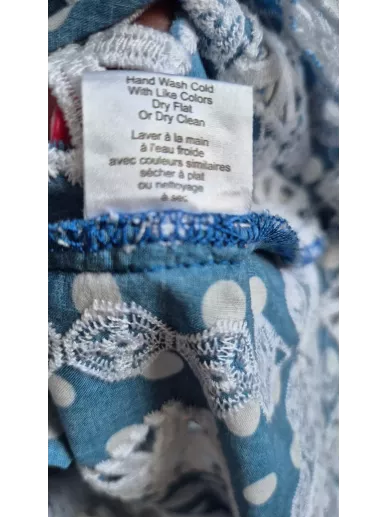 Hand Wash Cold
With Like Colors
Dry Flat
Or Dry Clean
Laver à la main
à l'eau froide
avec couleurs similaires
sécher à plat
ou nettoyage
à sec